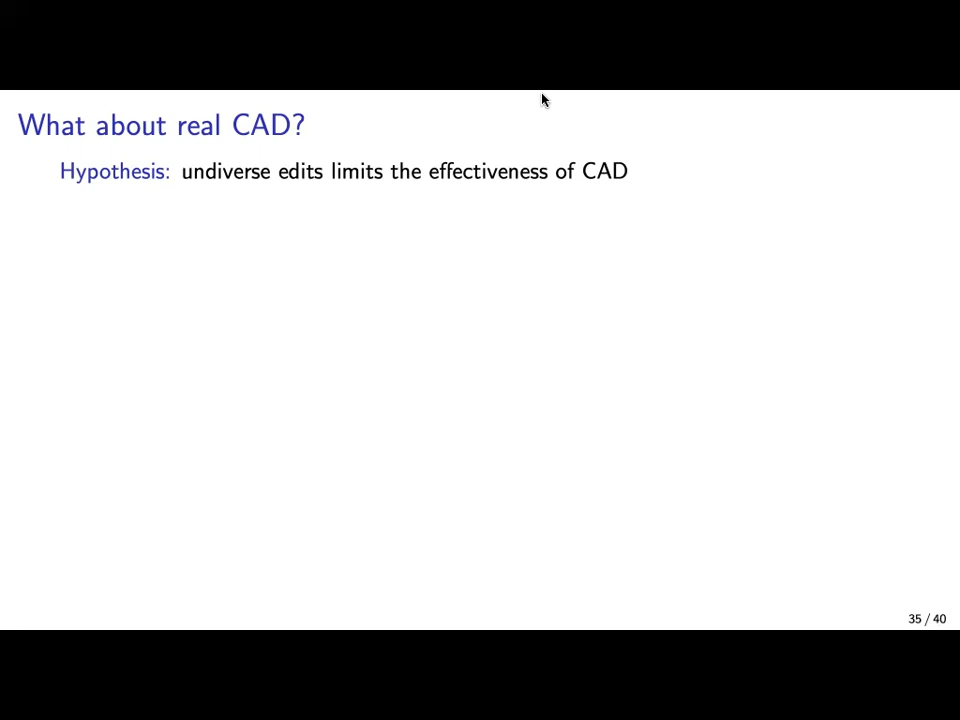 What about real CAD?
Hypothesis: undiverse edits limits the effectiveness of CAD
35 / 40